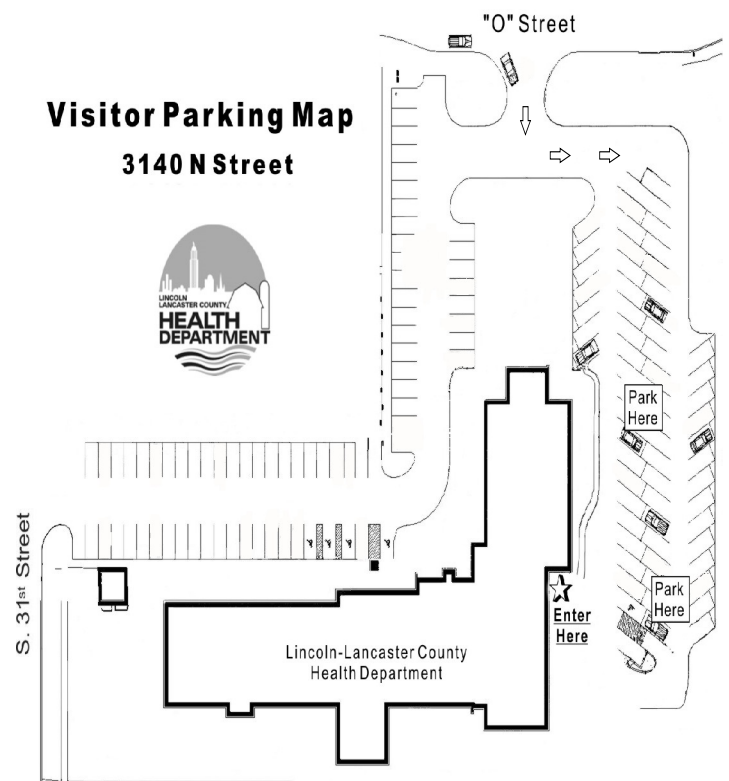 "O" Street
Visitor Parking Map
3140 N Street
LINCOLN
LANCASTER COUNTY
HEALTH
DEPARTMENT
Park
Here
S. 31st Street
Park
Here
Enter
Here
Lincoln-Lancaster County
Health Department